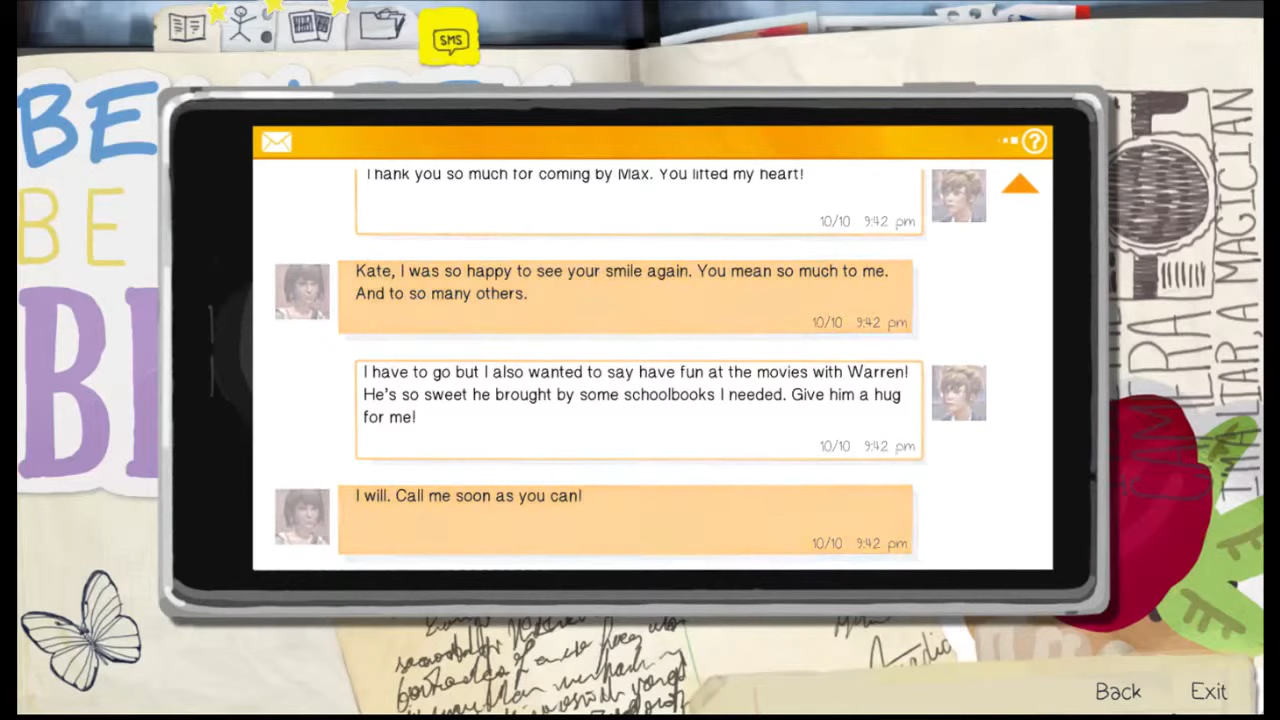 SMS
BE
BE
?
Thank you so much for coming by Max. You lifted my heart!
10/10 9:42 pm
Kate, I was so happy to see your smile again. You mean so much to me.
And to so many others.
10/10 9:42 pm
I have to go but I also wanted to say have fun at the movies with Warren!
He's so sweet he brought by some schoolbooks I needed. Give him a hug
for me!
10/10 9:42 pm
I will. Call me soon as you can!
10/10 9:42 pm
CAMERA
LIAR, A MAGICIAN
Back
Exit